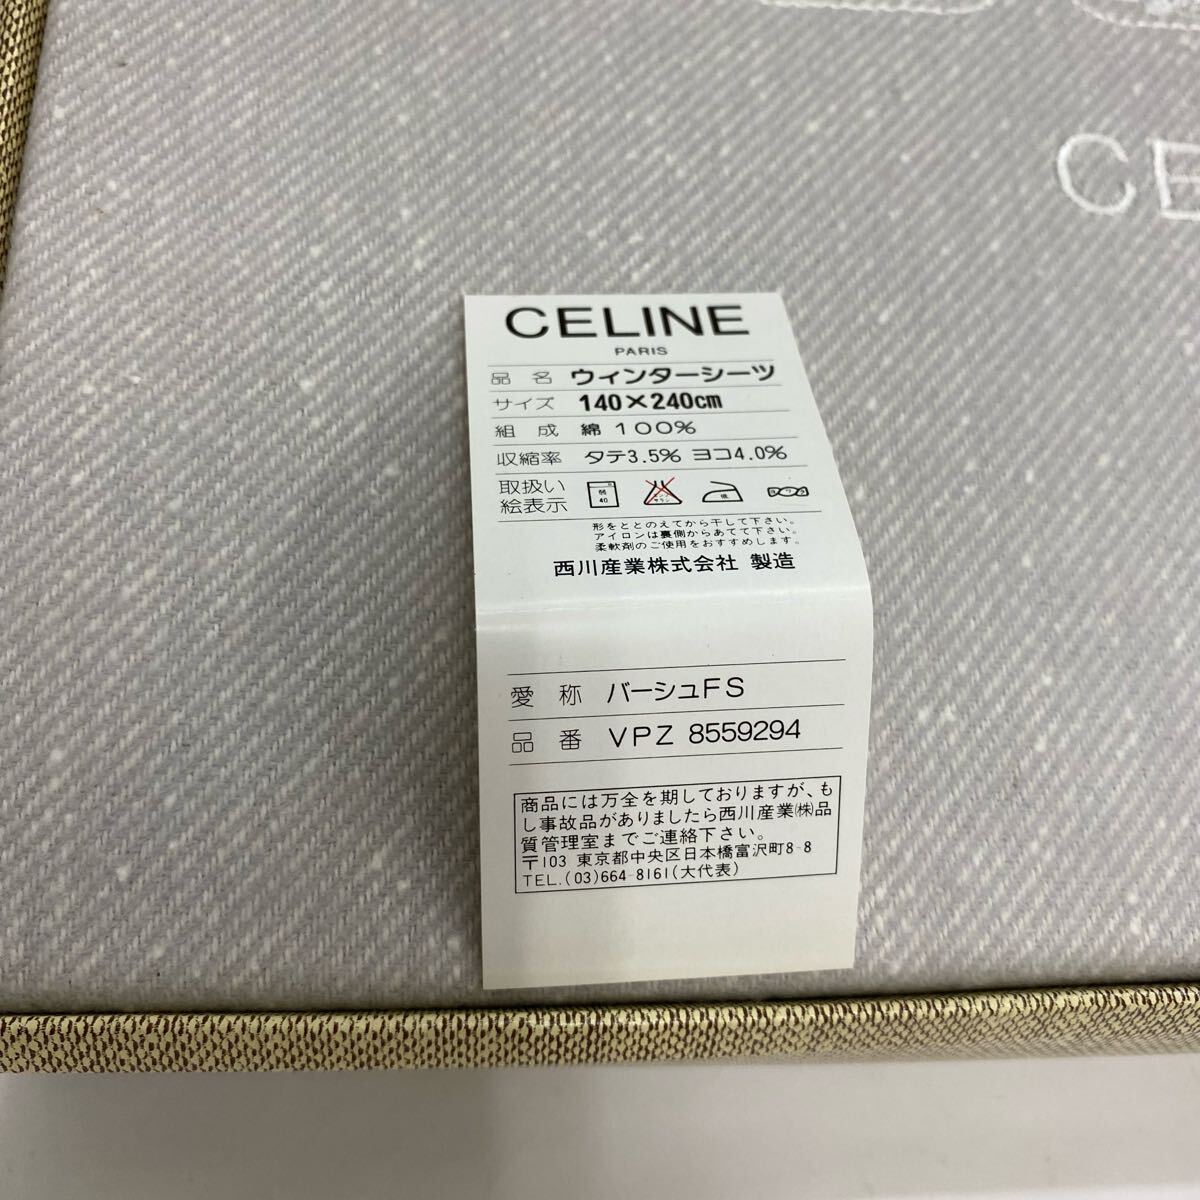 CE
CELINE
PARIS
品名 ウィンターシーツ
サイズ 140×240cm
組成 綿 100%
収縮率 タテ3.5% ヨコ4.0%
取扱い
絵表示
弱
40
エンソ
サラシ
形をととのえてから干して下さい。
アイロンは裏側からあてて下さい。
柔軟剤のご使用をおすすめします。
西川産業株式会社 製造
愛称 バーシュFS
品番 VPZ 8559294
商品には万全を期しておりますが、も
し事故品がありましたら西川産業㈱品
質管理室までご連絡下さい。
〒103 東京都中央区日本橋富沢町8-8
TEL.(03)664-8161(大代表)